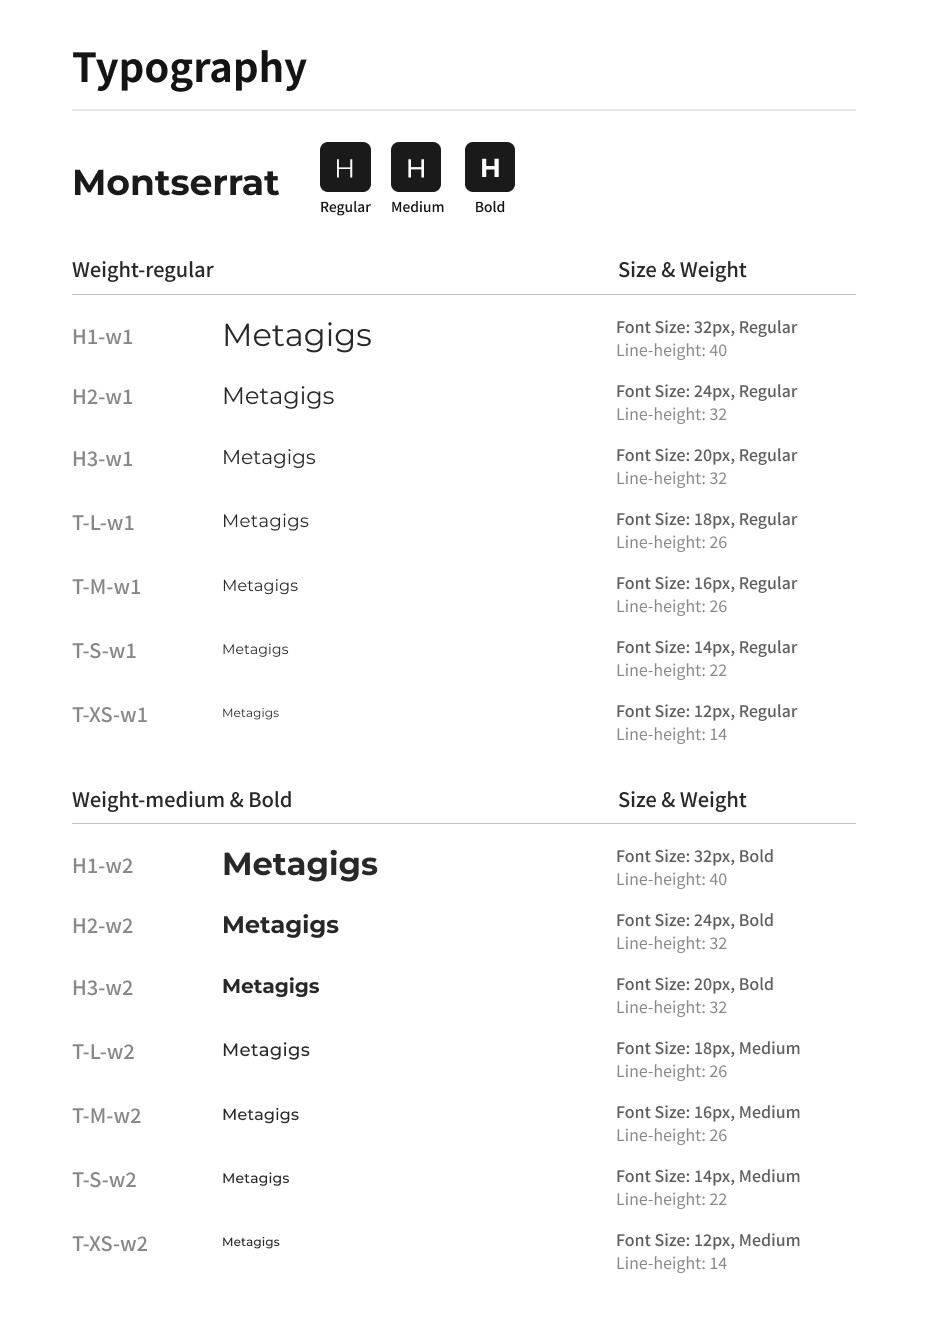 Typography
Montserrat
H H H
Regular Medium Bold
Weight-regular Size & Weight
H1-w1 Metagigs Font Size: 32px, Regular
Line-height: 40
H2-w1 Metagigs Font Size: 24px, Regular
Line-height: 32
H3-w1 Metagigs Font Size: 20px, Regular
Line-height: 32
T-L-w1 Metagigs Font Size: 18px, Regular
Line-height: 26
T-M-w1 Metagigs Font Size: 16px, Regular
Line-height: 26
T-S-w1 Metagigs Font Size: 14px, Regular
Line-height: 22
T-XS-w1 Metagigs Font Size: 12px, Regular
Line-height: 14
Weight-medium & Bold Size & Weight
H1-w2 Metagigs Font Size: 32px, Bold
Line-height: 40
H2-w2 Metagigs Font Size: 24px, Bold
Line-height: 32
H3-w2 Metagigs Font Size: 20px, Bold
Line-height: 32
T-L-w2 Metagigs Font Size: 18px, Medium
Line-height: 26
T-M-w2 Metagigs Font Size: 16px, Medium
Line-height: 26
T-S-w2 Metagigs Font Size: 14px, Medium
Line-height: 22
T-XS-w2 Metagigs Font Size: 12px, Medium
Line-height: 14